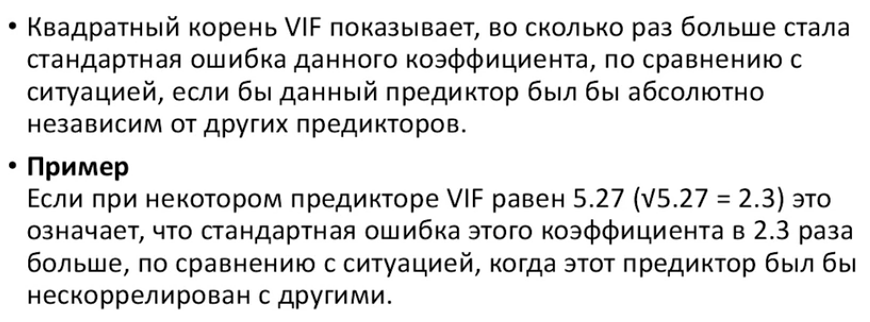 • Квадратный корень VIF показывает, во сколько раз больше стала
стандартная ошибка данного коэффициента, по сравнению с
ситуацией, если бы данный предиктор был бы абсолютно
независим от других предикторов.
• Пример
Если при некотором предикторе VIF равен 5.27 (√5.27 = 2.3) это
означает, что стандартная ошибка этого коэффициента в 2.3 раза
больше, по сравнению с ситуацией, когда этот предиктор был бы
нескоррелирован с другими.